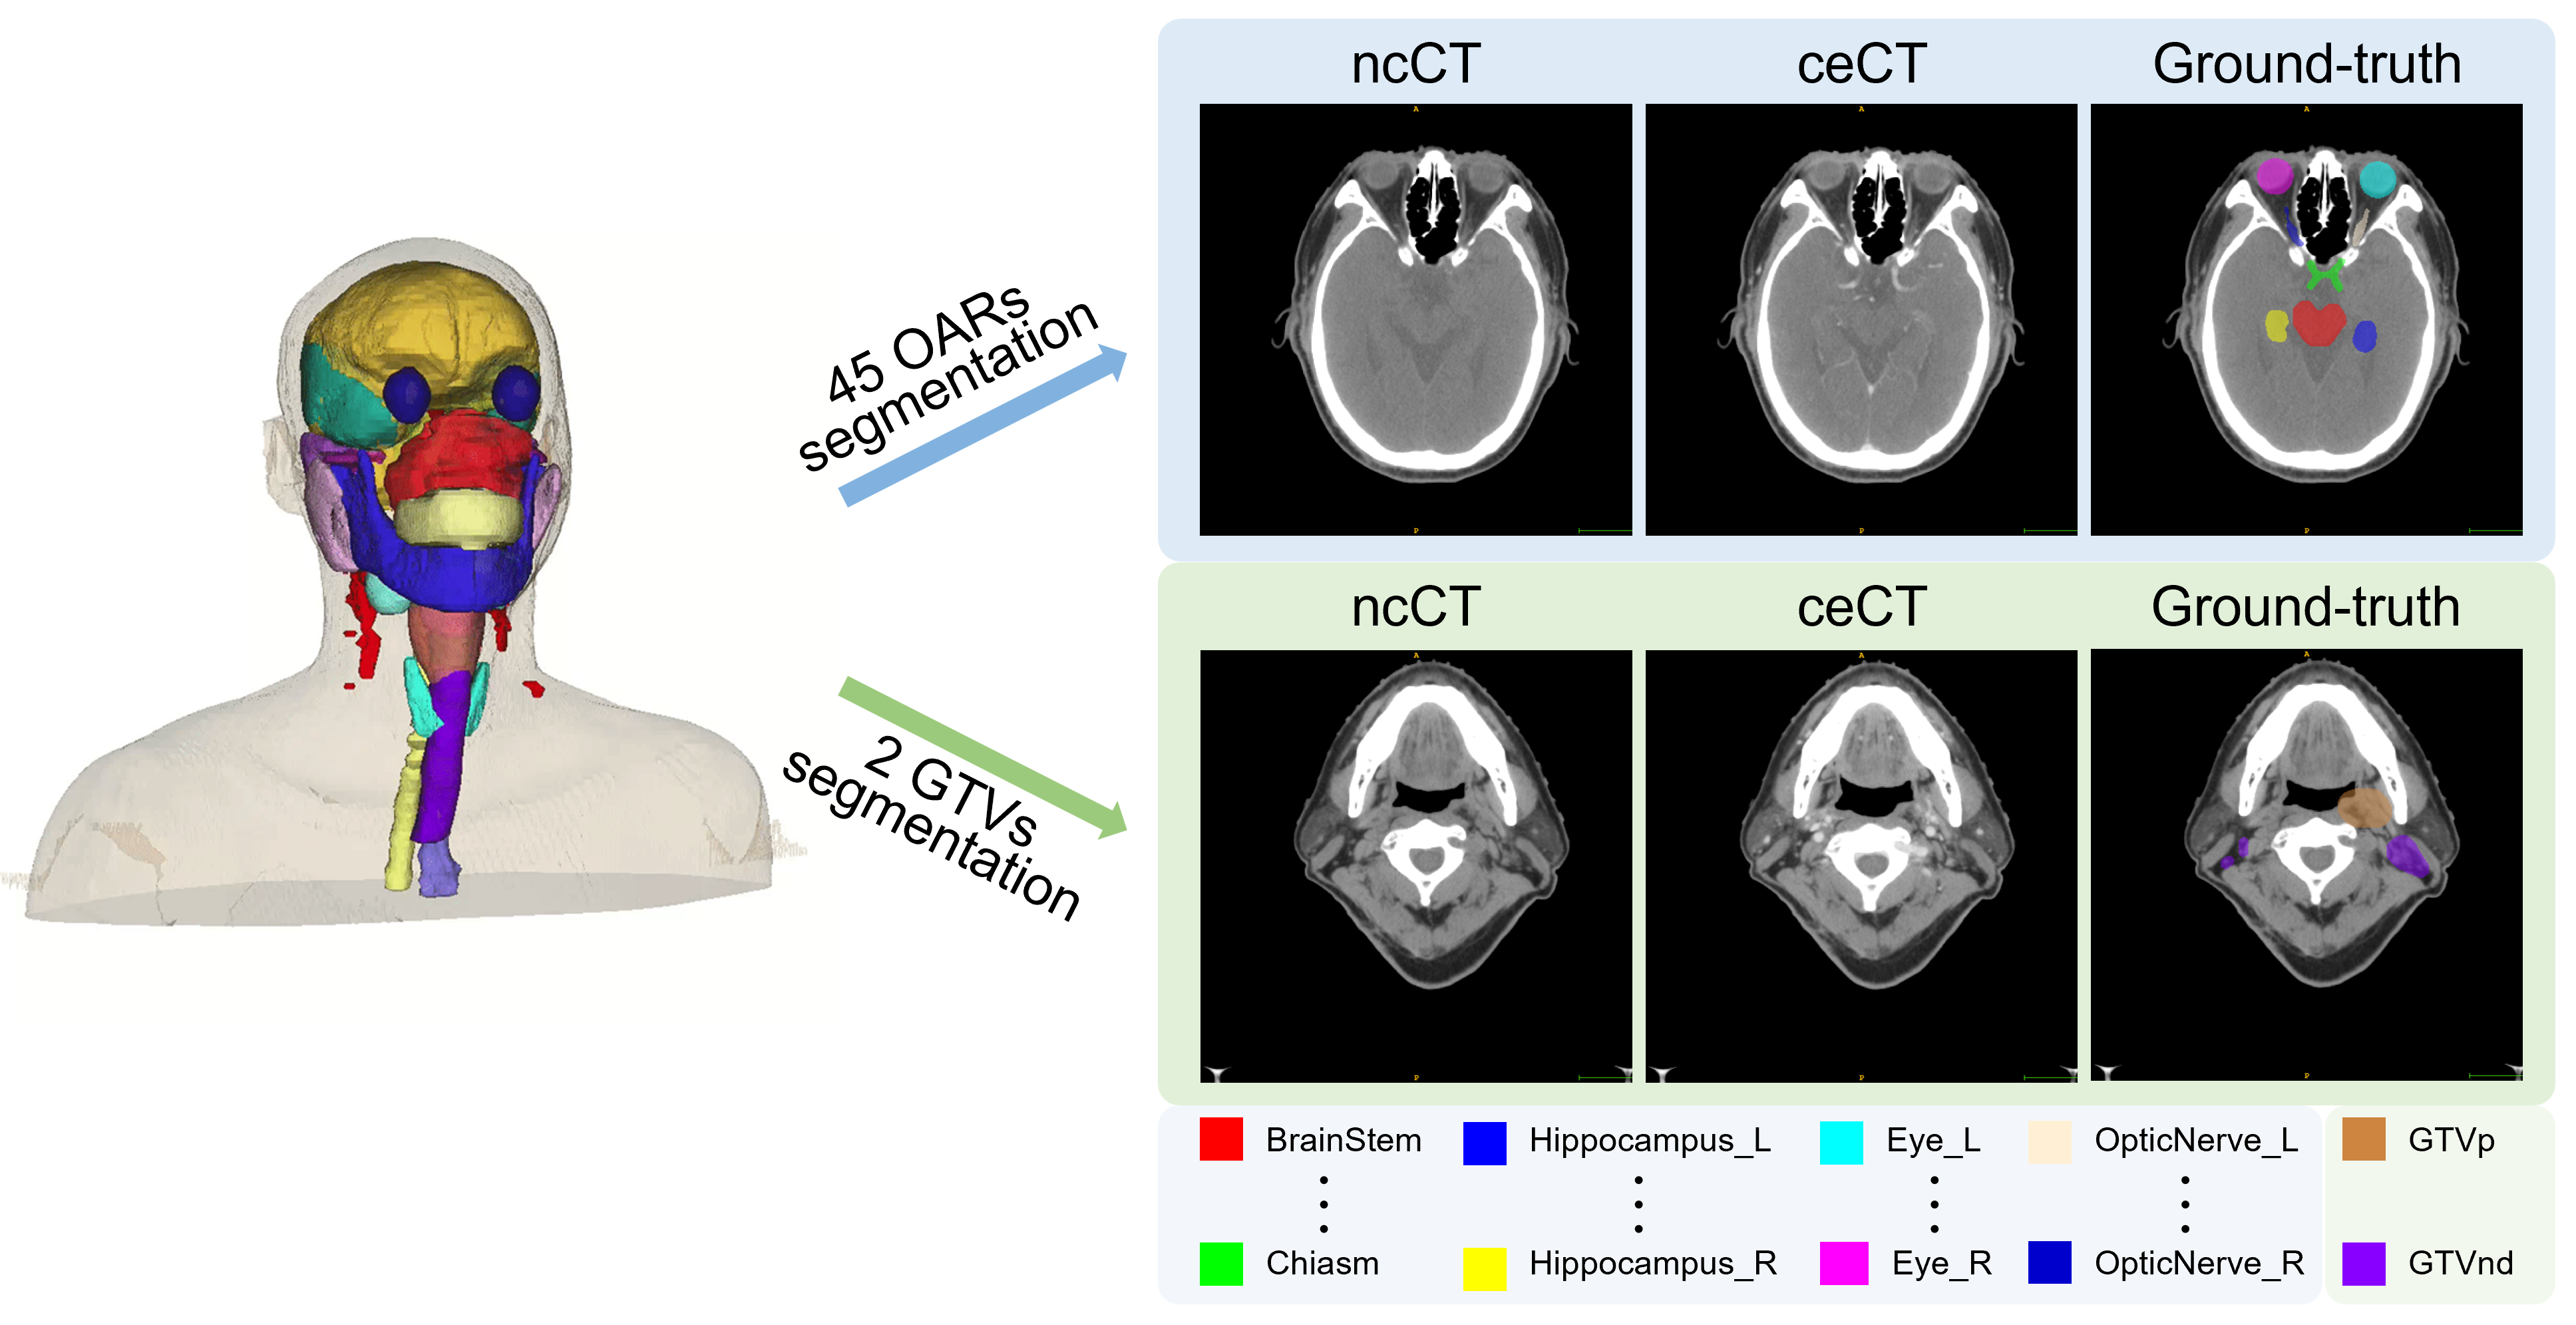 45 OARs
segmentation
2 GTVs
segmentation
ncCT ceCT Ground-truth
A A A
P P P
ncCT ceCT Ground-truth
A A A
P P P
BrainStem Hippocampus_L Eye_L OpticNerve_L GTVp
Chiasm Hippocampus_R Eye_R OpticNerve_R GTVnd